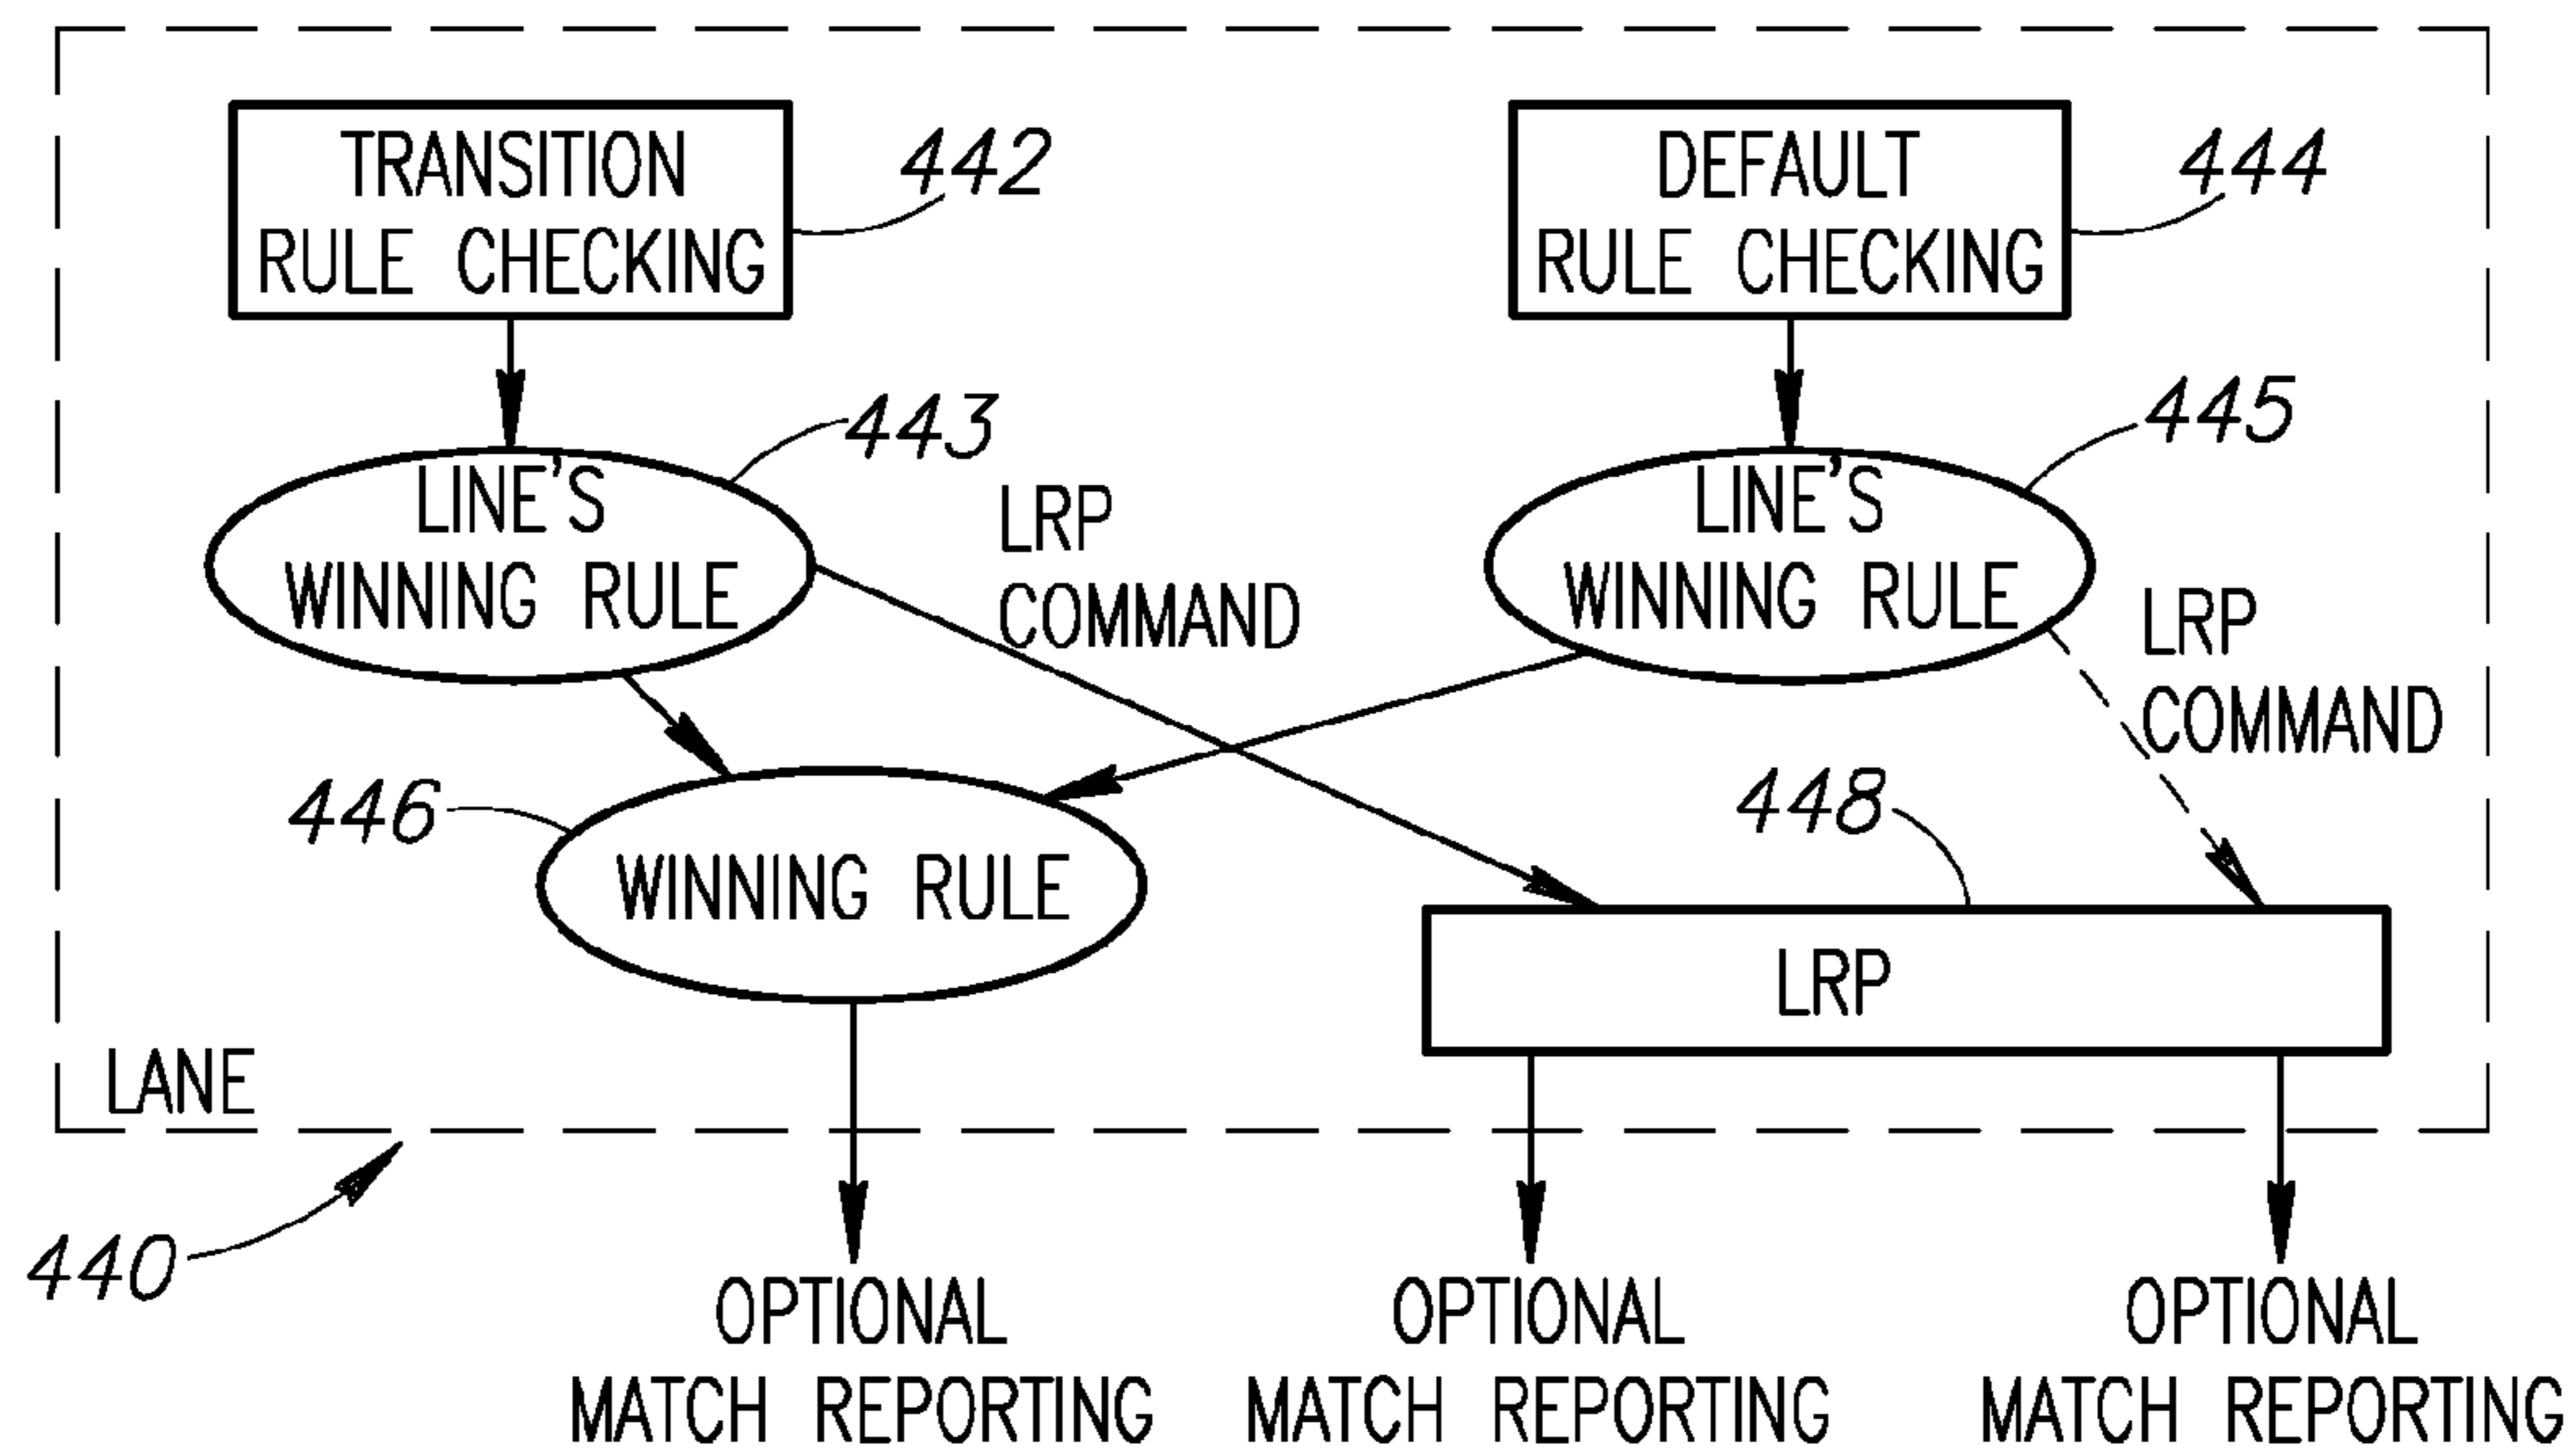 TRANSITION
RULE CHECKING
442
DEFAULT
RULE CHECKING
444
LINE'S
WINNING RULE
443
LRP
COMMAND
LINE'S
WINNING RULE
445
LRP
COMMAND
446
WINNING RULE
448
LRP
LANE
440
OPTIONAL
MATCH REPORTING
OPTIONAL
MATCH REPORTING
OPTIONAL
MATCH REPORTING